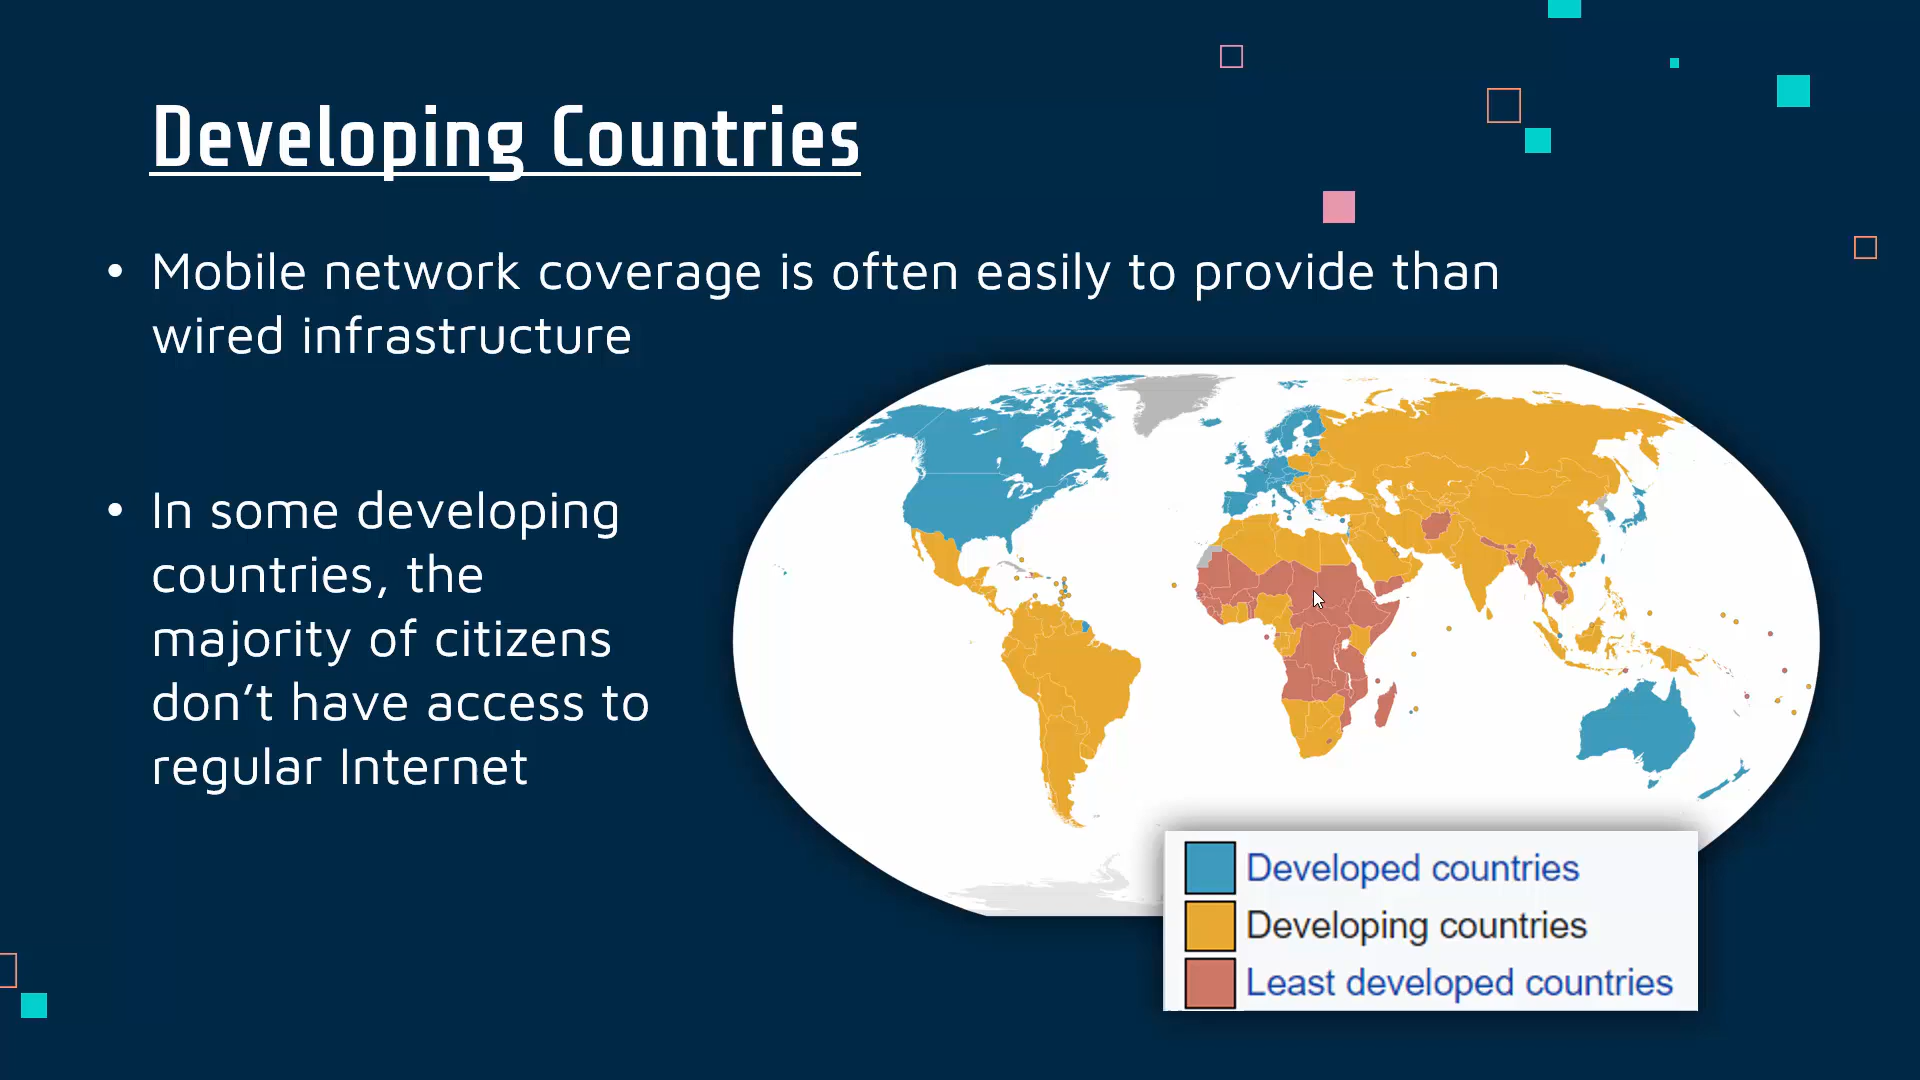 Developing Countries
• Mobile network coverage is often easily to provide than
wired infrastructure
• In some developing
countries, the
majority of citizens
don’t have access to
regular Internet
Developed countries
Developing countries
Least developed countries